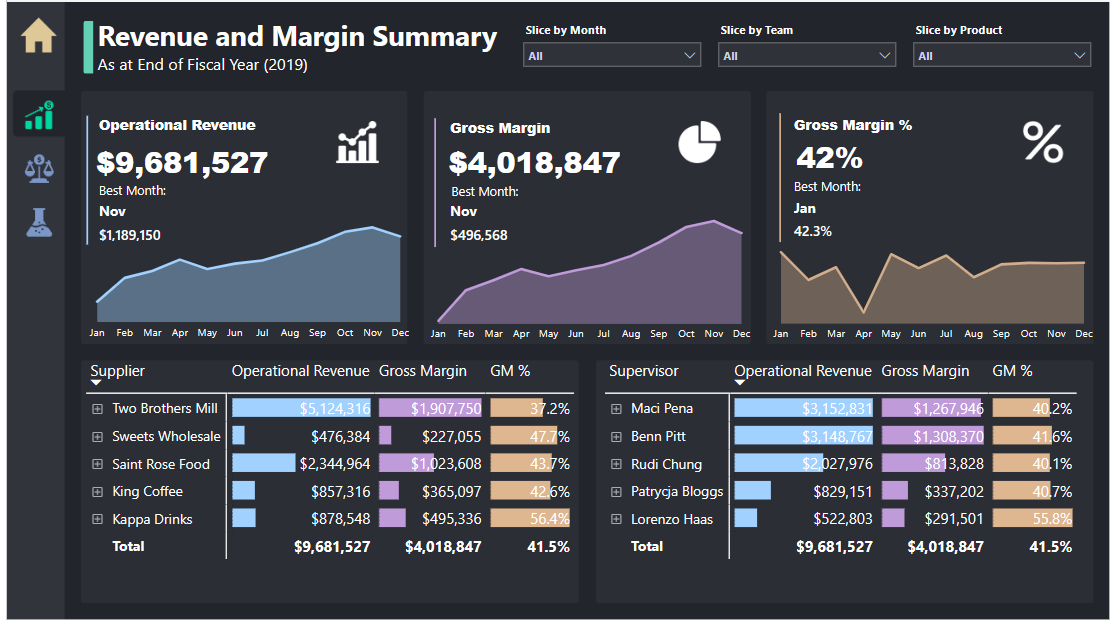 Revenue and Margin Summary
As at End of Fiscal Year (2019)
Slice by Month
All
Slice by Team
All
Slice by Product
All
Operational Revenue
$9,681,527
Best Month:
Nov
$1,189,150
Jan Feb Mar Apr May Jun Jul Aug Sep Oct Nov Dec
Gross Margin
$4,018,847
Best Month:
Nov
$496,568
Jan Feb Mar Apr May Jun Jul Aug Sep Oct Nov Dec
Gross Margin %
42%
Best Month:
Jan
42.3%
Jan Feb Mar Apr May Jun Jul Aug Sep Oct Nov Dec
Supplier Operational Revenue Gross Margin GM %
Two Brothers Mill $5,124,316 $1,907,750 37.2%
Sweets Wholesale $476,384 $227,055 47.7%
Saint Rose Food $2,344,964 $1,023,608 43.7%
King Coffee $857,316 $365,097 42.6%
Kappa Drinks $878,548 $495,336 56.4%
Total $9,681,527 $4,018,847 41.5%
Supervisor Operational Revenue Gross Margin GM %
Maci Pena $3,152,831 $1,267,946 40.2%
Benn Pitt $3,148,767 $1,308,370 41.6%
Rudi Chung $2,027,976 $813,828 40.1%
Patrycja Bloggs $829,151 $337,202 40.7%
Lorenzo Haas $522,803 $291,501 55.8%
Total $9,681,527 $4,018,847 41.5%